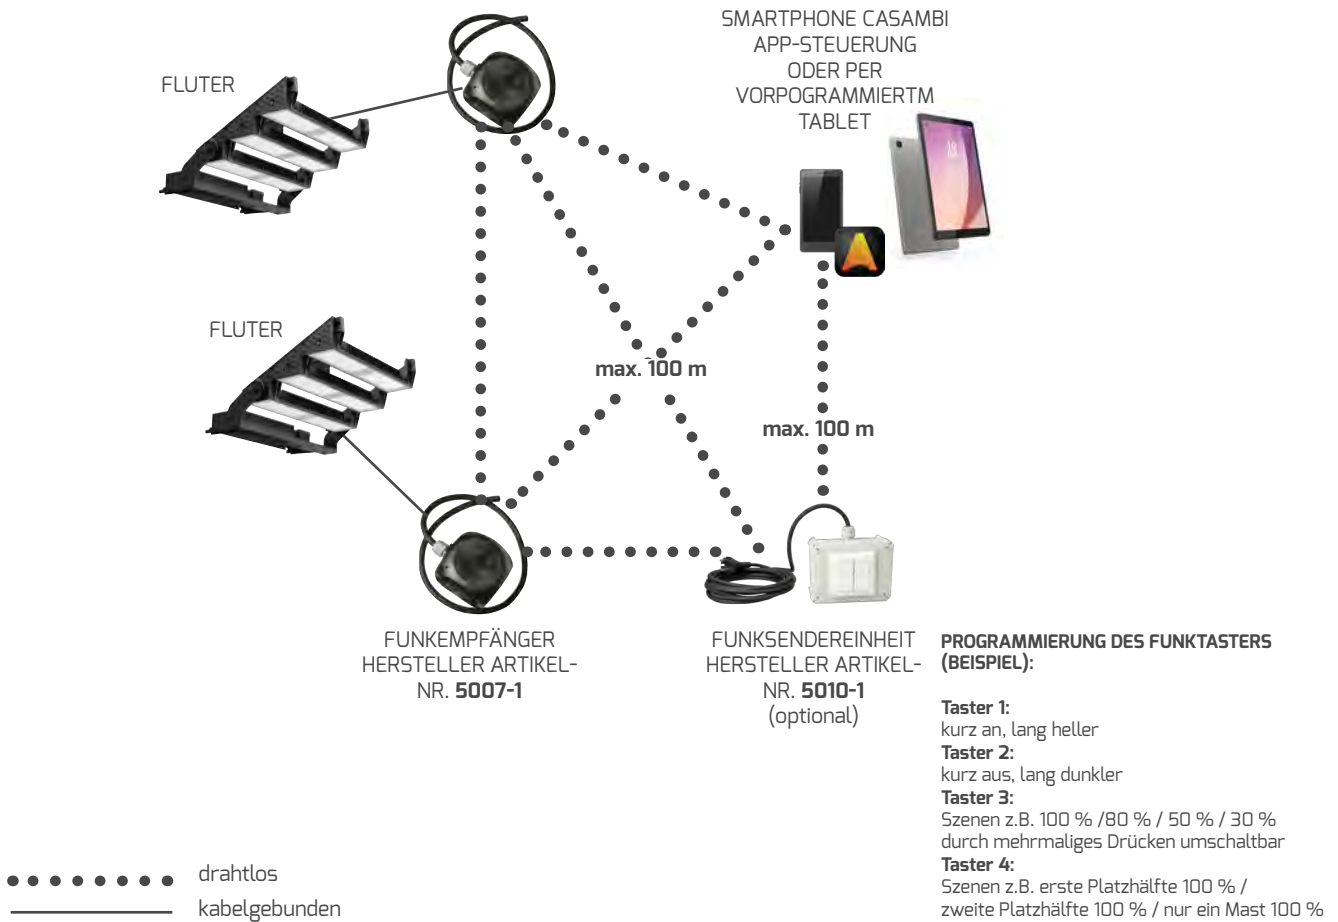 SMARTPHONE CASAMBI
APP-STEUERUNG
ODER PER
VORPOGRAMMIERTM
TABLET
FLUTER
FLUTER
max. 100 m
max. 100 m
FUNKEMPFÄNGER
HERSTELLER ARTIKEL-
NR. 5007-1
FUNKSENDEREINHEIT
HERSTELLER ARTIKEL-
NR. 5010-1
(optional)
PROGRAMMIERUNG DES FUNKTASTERS
(BEISPIEL):
Taster 1:
kurz an, lang heller
Taster 2:
kurz aus, lang dunkler
Taster 3:
Szenen z.B. 100 % /80 % / 50 % / 30 %
durch mehrmaliges Drücken umschaltbar
Taster 4:
Szenen z.B. erste Platzhälfte 100 % /
zweite Platzhälfte 100 % / nur ein Mast 100 %
drahtlos
kabelgebunden